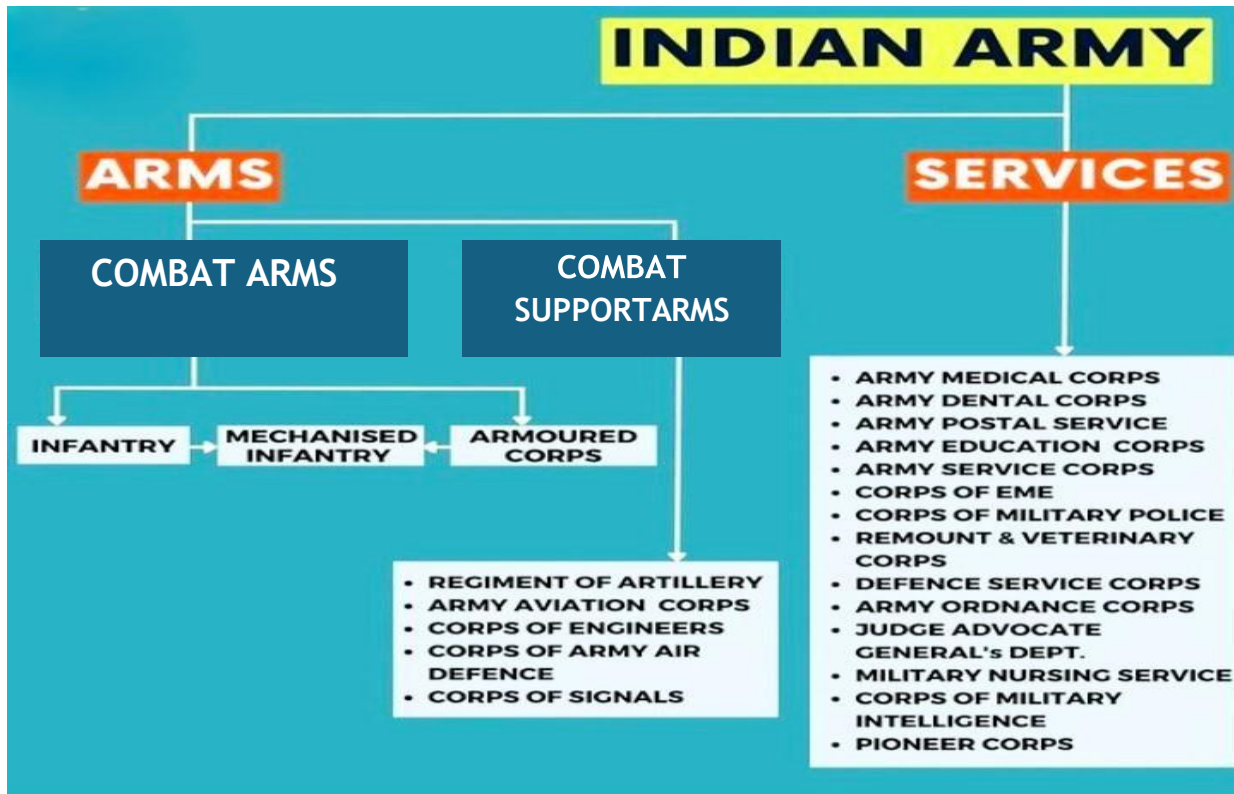 INDIAN ARMY
ARMS
SERVICES
COMBAT ARMS
COMBAT
SUPPORTARMS
INFANTRY
MECHANISED
INFANTRY
ARMOURED
CORPS
• REGIMENT OF ARTILLERY
• ARMY AVIATION CORPS
• CORPS OF ENGINEERS
• CORPS OF ARMY AIR
DEFENCE
• CORPS OF SIGNALS
• ARMY MEDICAL CORPS
• ARMY DENTAL CORPS
• ARMY POSTAL SERVICE
• ARMY EDUCATION CORPS
• ARMY SERVICE CORPS
• CORPS OF EME
• CORPS OF MILITARY POLICE
• REMOUNT & VETERINARY
CORPS
• DEFENCE SERVICE CORPS
• ARMY ORDNANCE CORPS
• JUDGE ADVOCATE
GENERAL's DEPT.
• MILITARY NURSING SERVICE
• CORPS OF MILITARY
INTELLIGENCE
• PIONEER CORPS